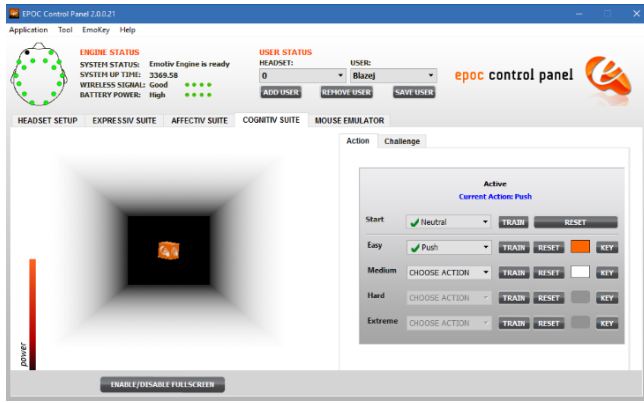 EPOC Control Panel 2.0.0.21
Application Tool EmoKey Help
ENGINE STATUS
SYSTEM STATUS: Emotiv Engine is ready
SYSTEM UP TIME: 3369.58
WIRELESS SIGNAL: Good
BATTERY POWER: High
USER STATUS
HEADSET: USER:
0 Blazej
ADD USER REMOVE USER SAVE USER
epoc control panel
HEADSET SETUP EXPRESSIV SUITE AFFECTIV SUITE COGNITIV SUITE MOUSE EMULATOR
Action Challenge
Active
Current Action: Push
Start Neutral TRAIN RESET
Easy Push TRAIN RESET KEY
Medium CHOOSE ACTION TRAIN RESET KEY
Hard CHOOSE ACTION TRAIN RESET KEY
Extreme CHOOSE ACTION TRAIN RESET KEY
power
ENABLE/DISABLE FULLSCREEN